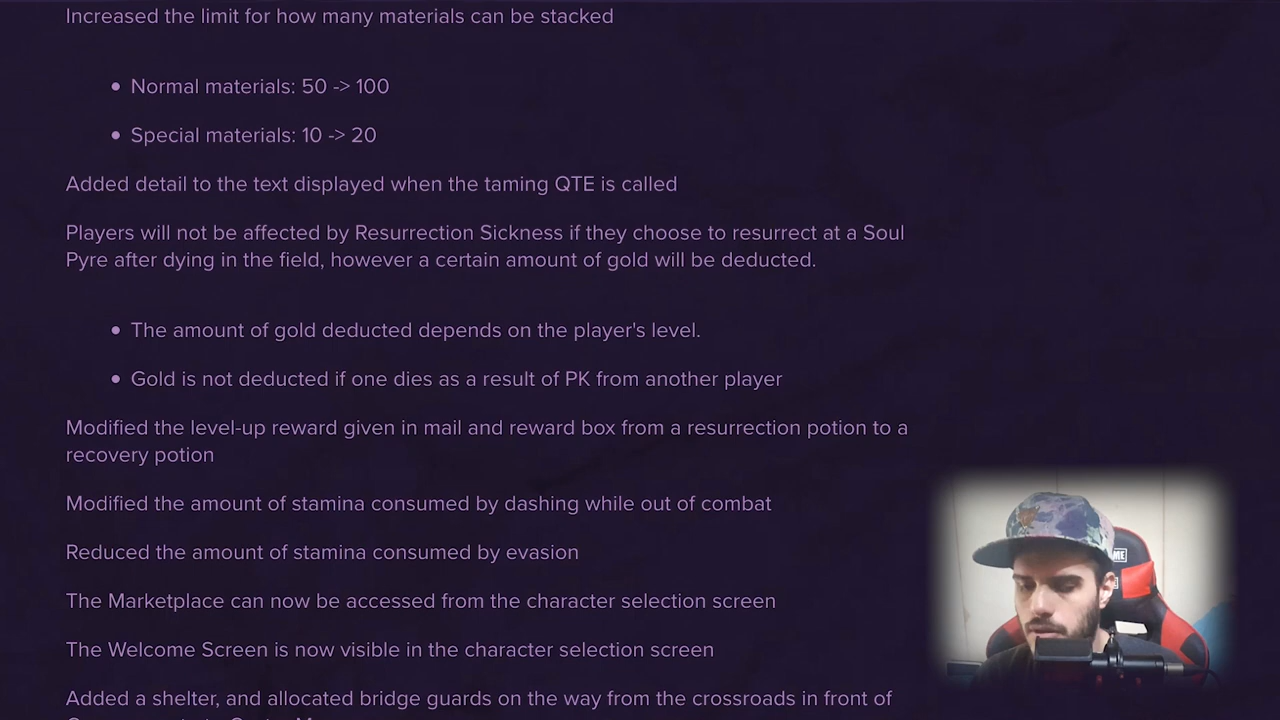 Increased the limit for how many materials can be stacked
• Normal materials: 50 -> 100
• Special materials: 10 -> 20
Added detail to the text displayed when the taming QTE is called
Players will not be affected by Resurrection Sickness if they choose to resurrect at a Soul
Pyre after dying in the field, however a certain amount of gold will be deducted.
• The amount of gold deducted depends on the player's level.
• Gold is not deducted if one dies as a result of PK from another player
Modified the level-up reward given in mail and reward box from a resurrection potion to a
recovery potion
Modified the amount of stamina consumed by dashing while out of combat
Reduced the amount of stamina consumed by evasion
The Marketplace can now be accessed from the character selection screen
The Welcome Screen is now visible in the character selection screen
Added a shelter, and allocated bridge guards on the way from the crossroads in front of